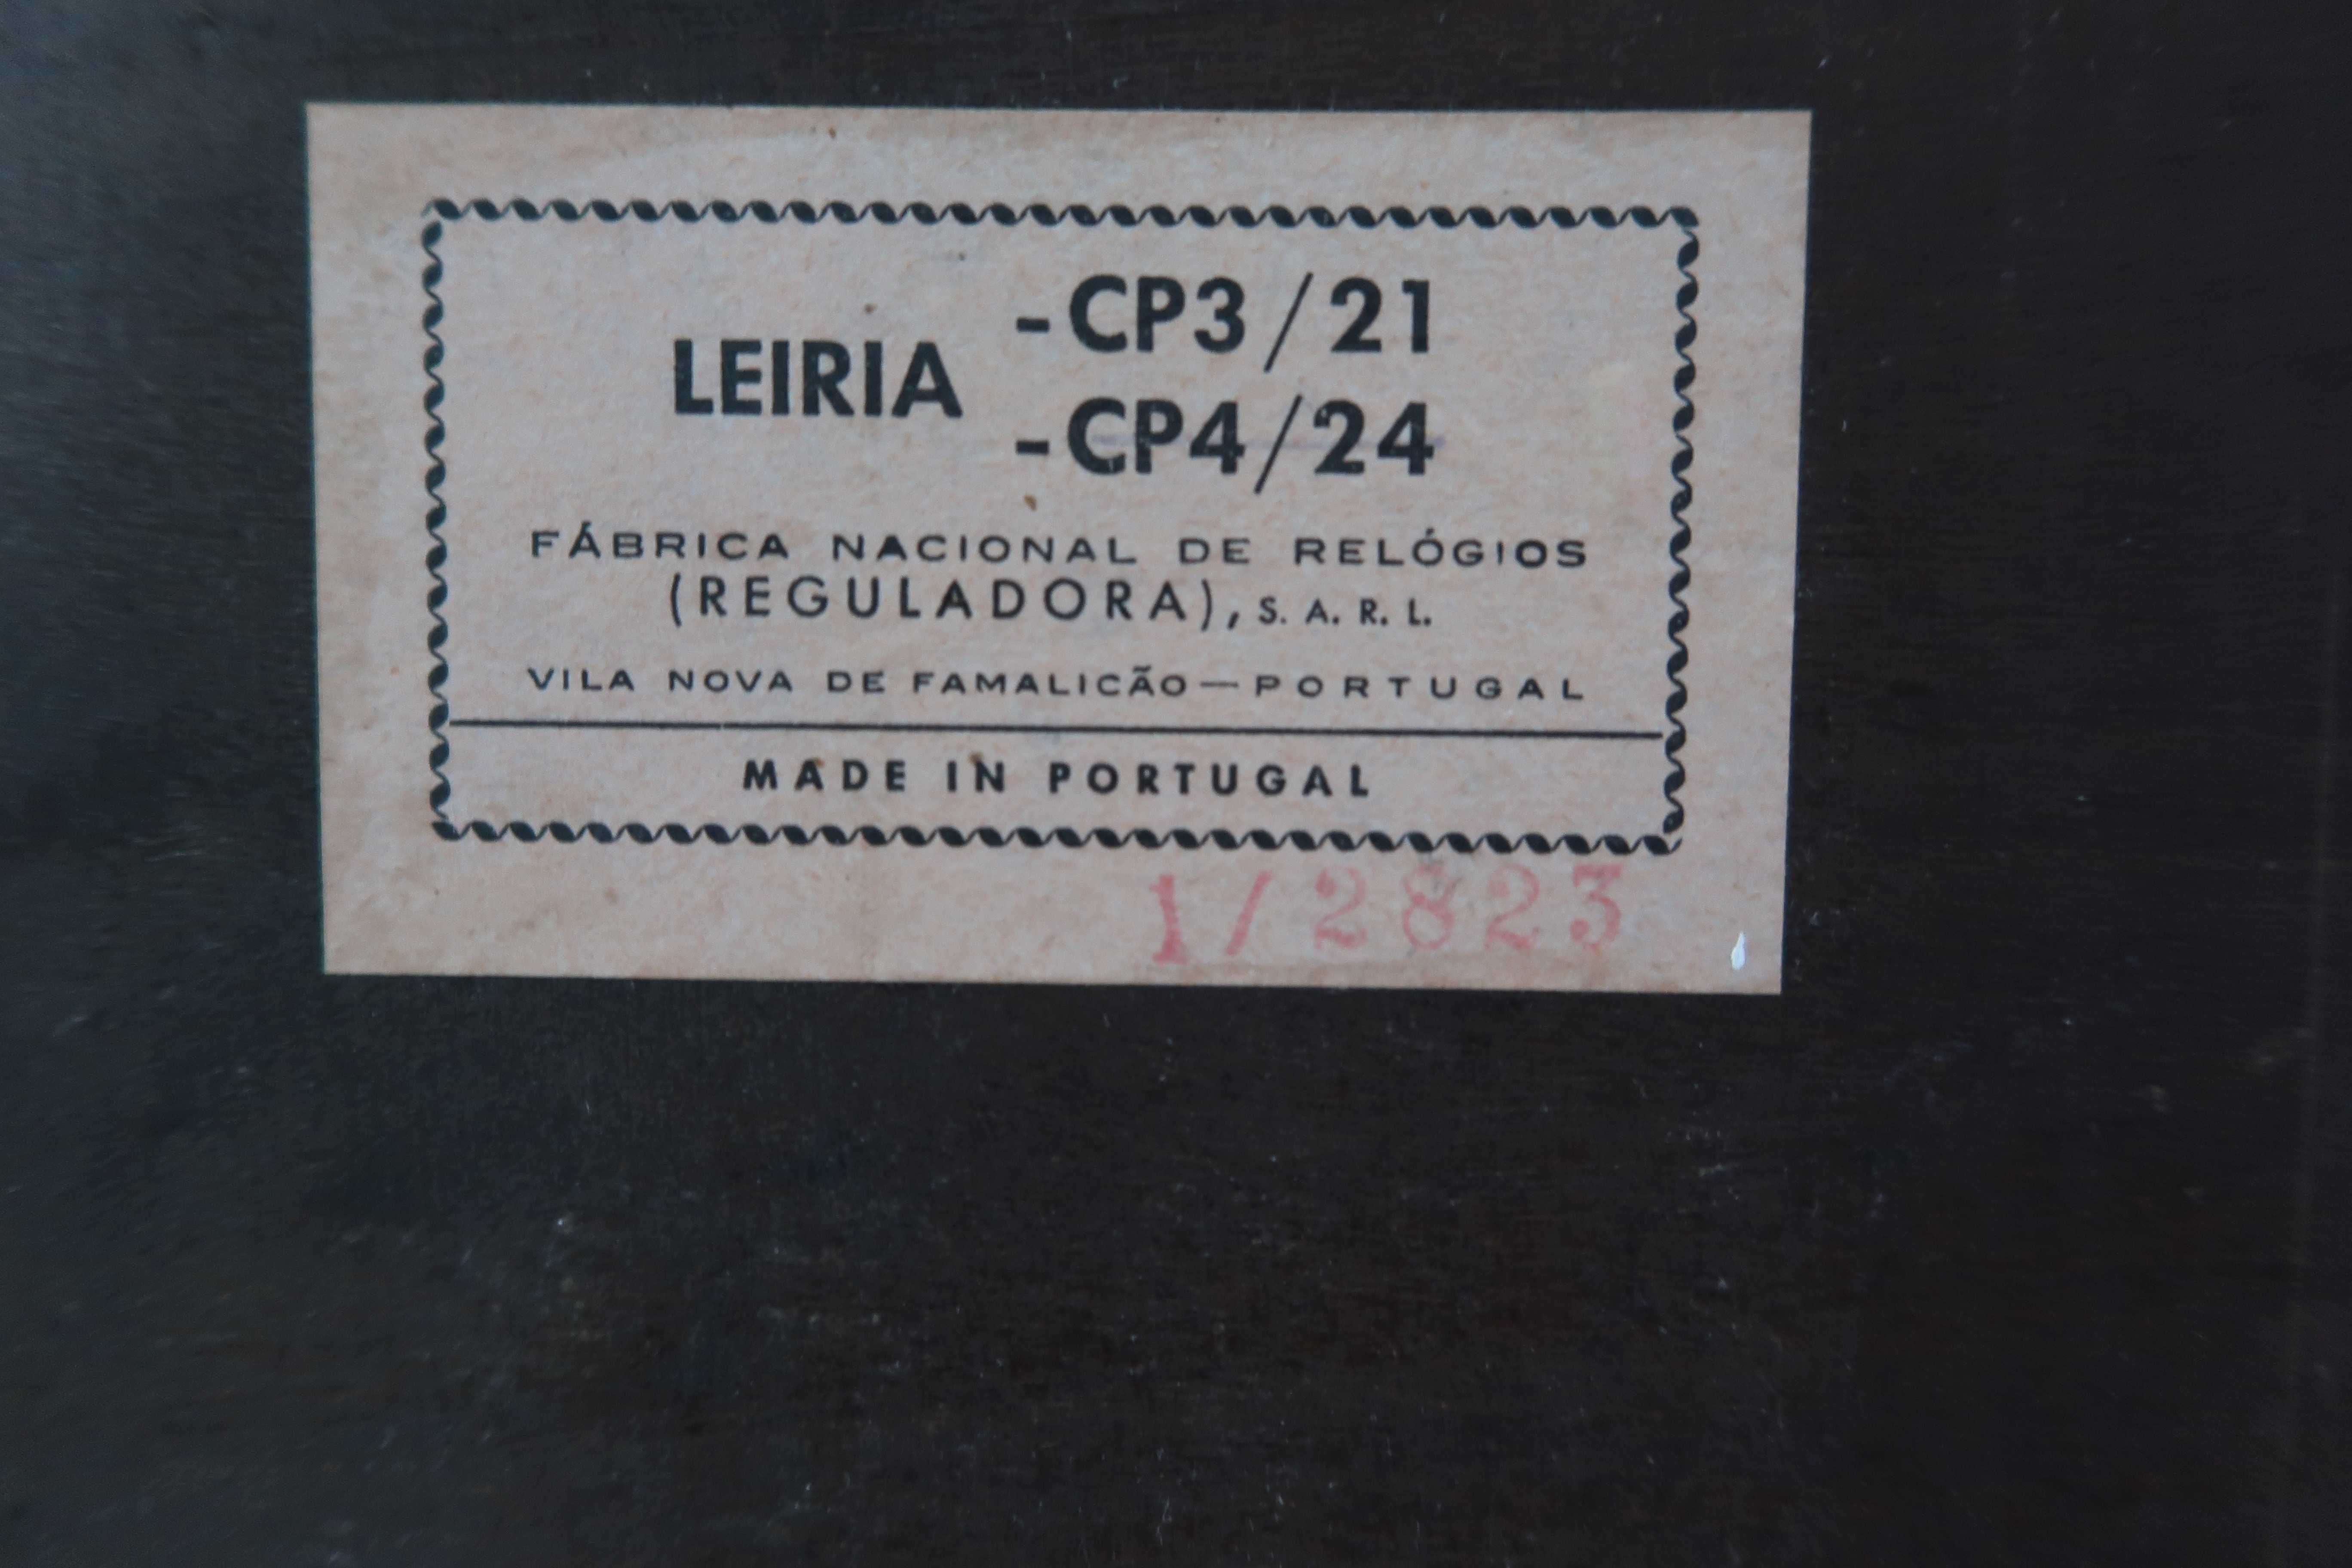 LEIRIA -CP3/21
-CP4/24
FÁBRICA NACIONAL DE RELÓGIOS
(REGULADORA), S. A. R. L.
VILA NOVA DE FAMALICÃO — PORTUGAL
MADE IN PORTUGAL
1/2823